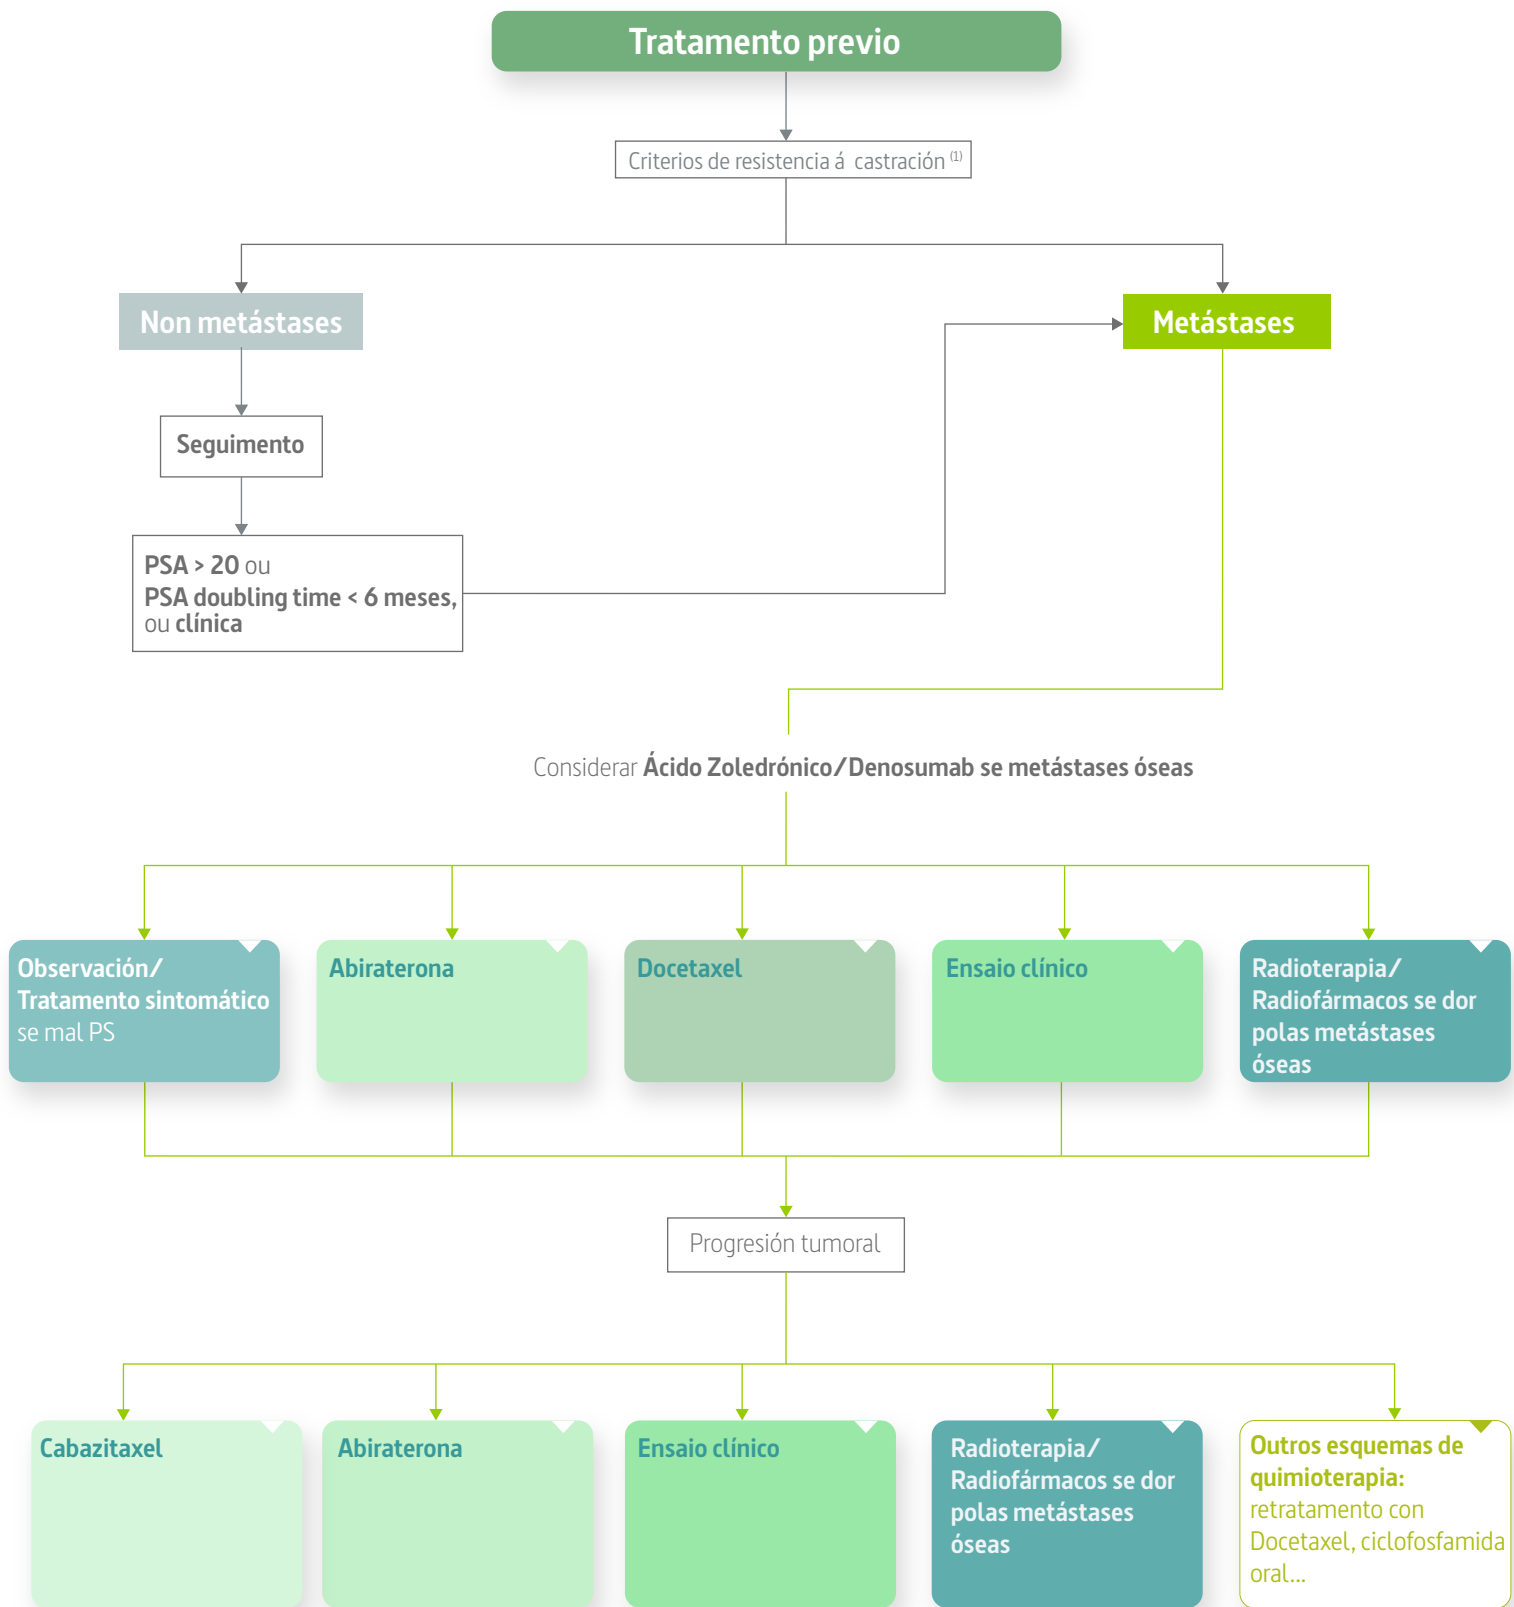 Tratamento previo
Criterios de resistencia á castración (1)
Non metástases
Metástases
Seguimento
PSA > 20 ou
PSA doubling time < 6 meses,
ou clínica
Considerar Ácido Zoledrónico/Denosumab se metástases óseas
Observación/
Tratamento sintomático
se mal PS
Abiraterona
Docetaxel
Ensaio clínico
Radioterapia/
Radiofármacos se dor
polas metástases
óseas
Progresión tumoral
Cabazitaxel
Abiraterona
Ensaio clínico
Radioterapia/
Radiofármacos se dor
polas metástases
óseas
Outros esquemas de
quimioterapia:
retratamento con
Docetaxel, ciclofosfamida
oral...